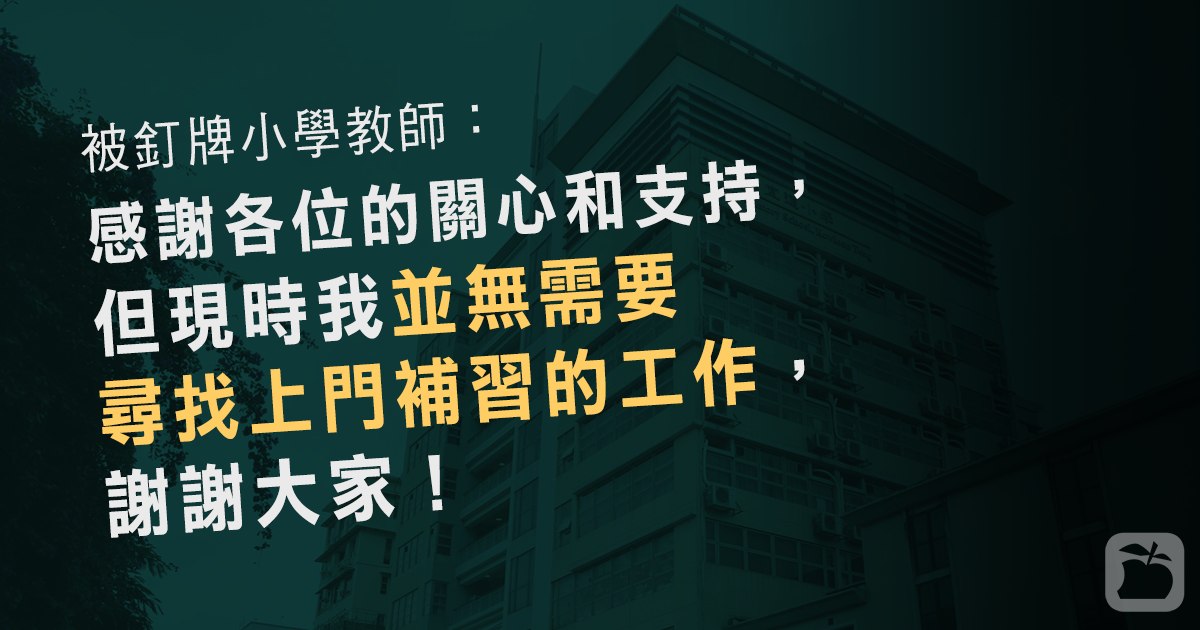 被釘牌小學教師：
感謝各位的關心和支持，
但現時我並無需要
尋找上門補習的工作，
謝謝大家！